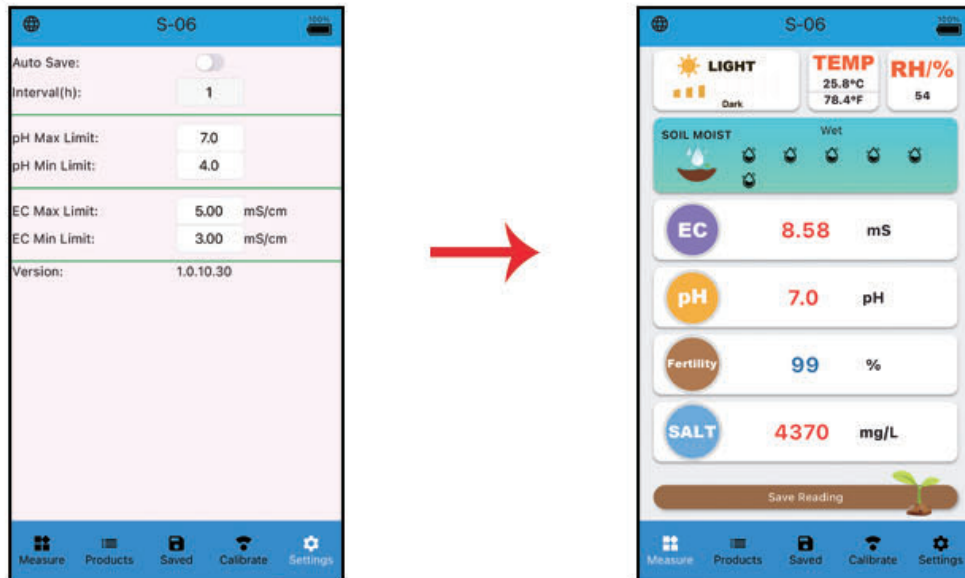 S-06
100%
Auto Save:
Interval(h): 1
pH Max Limit: 7.0
pH Min Limit: 4.0
EC Max Limit: 5.00 mS/cm
EC Min Limit: 3.00 mS/cm
Version: 1.0.10.30
Measure Products Saved Calibrate Settings
S-06
100%
LIGHT
Dark
TEMP
25.8°C
78.4°F
RH/%
54
SOIL MOIST
Wet
EC 8.58 mS
pH 7.0 pH
Fertility 99 %
SALT 4370 mg/L
Save Reading
Measure Products Saved Calibrate Settings